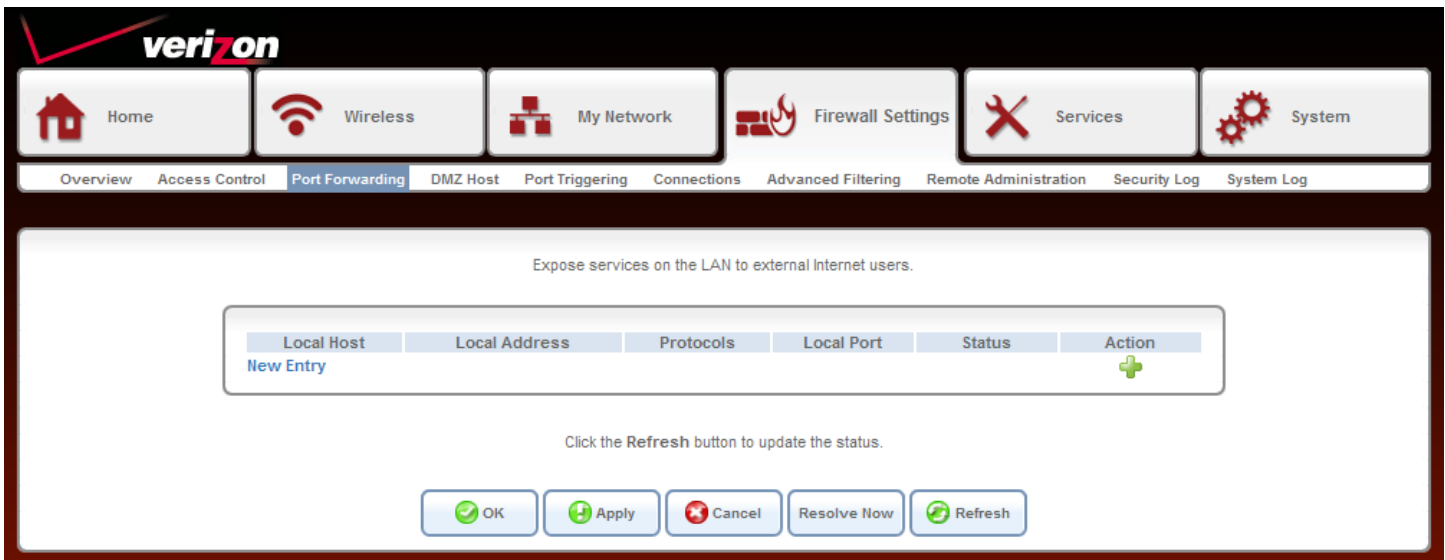 verizon
Home Wireless My Network Firewall Settings Services System
Overview Access Control Port Forwarding DMZ Host Port Triggering Connections Advanced Filtering Remote Administration Security Log System Log
Expose services on the LAN to external Internet users.
Local Host Local Address Protocols Local Port Status Action
New Entry
Click the Refresh button to update the status.
OK Apply Cancel Resolve Now Refresh